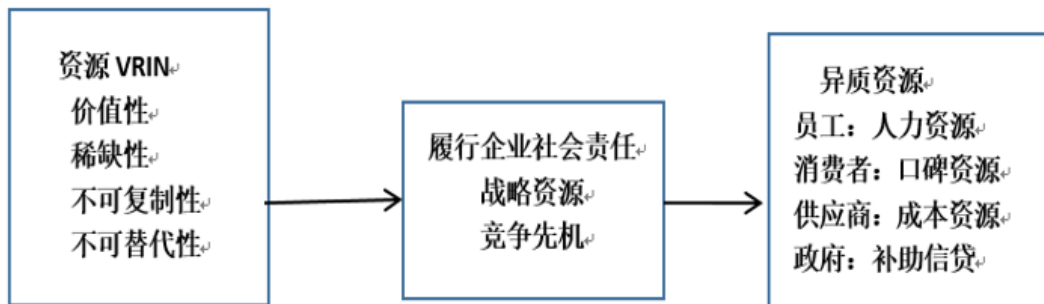 资源 VRIN
价值性
稀缺性
不可复制性
不可替代性
履行企业社会责任
战略资源
竞争先机
异质资源
员工：人力资源
消费者：口碑资源
供应商：成本资源
政府：补助信贷